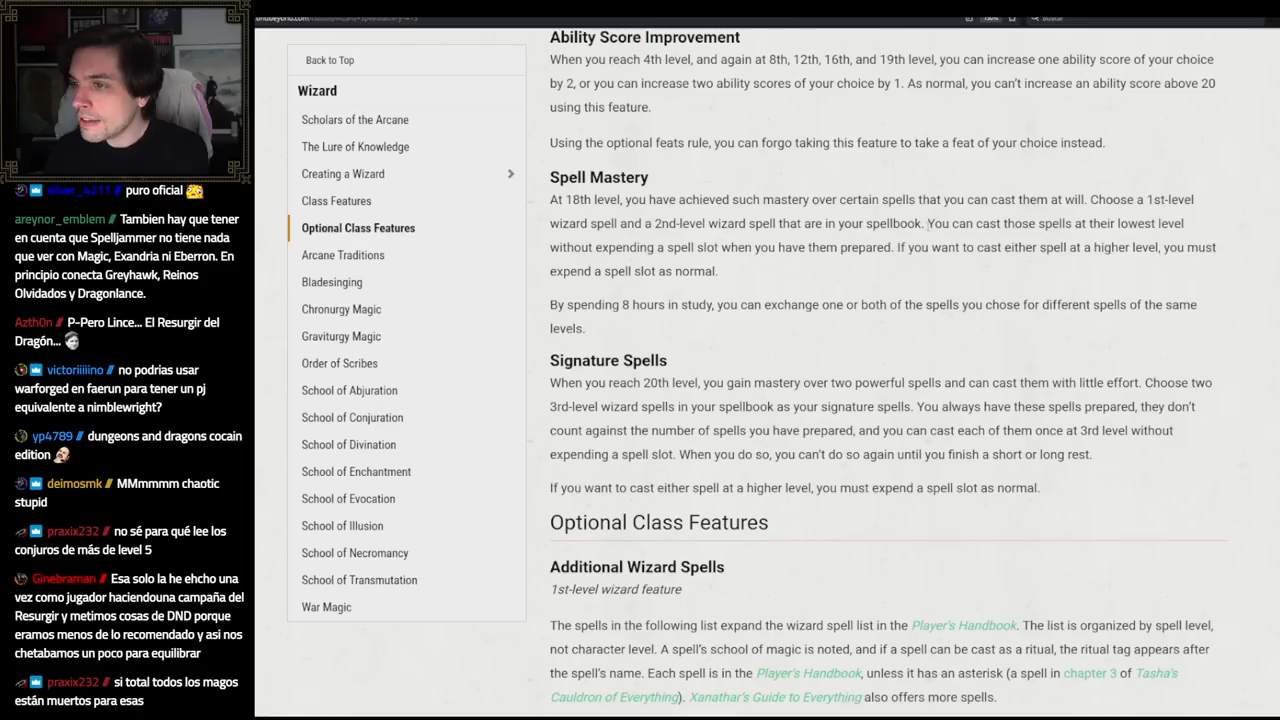 silver_4211 // puro oficial
areynor_emblem // Tambien hay que tener
en cuenta que Spelljammer no tiene nada
que ver con Magic, Exandria ni Eberron. En
principio conecta Greyhawk, Reinos
Olvidados y Dragonlance.
Azth0n // P-Pero Lince... El Resurgir del
Dragón...
victoriiiiino // no podrias usar
warforged en faerun para tener un pj
equivalente a nimblewright?
yp4789 // dungeons and dragons cocain
edition
deimosmk // MMmmmm chaotic
stupid
praxix232 // no sé para qué lee los
conjuros de más de level 5
Ginebraman // Esa solo la he ehcho una
vez como jugador haciendouna campaña del
Resurgir y metimos cosas de DND porque
eramos menos de lo recomendado y asi nos
chetabamos un poco para equilibrar
praxix232 // si total todos los magos
están muertos para esas
Back to Top
Wizard
Scholars of the Arcane
The Lure of Knowledge
Creating a Wizard
Class Features
Optional Class Features
Arcane Traditions
Bladesinging
Chronurgy Magic
Graviturgy Magic
Order of Scribes
School of Abjuration
School of Conjuration
School of Divination
School of Enchantment
School of Evocation
School of Illusion
School of Necromancy
School of Transmutation
War Magic
Ability Score Improvement
When you reach 4th level, and again at 8th, 12th, 16th, and 19th level, you can increase one ability score of your choice
by 2, or you can increase two ability scores of your choice by 1. As normal, you can't increase an ability score above 20
using this feature.
Using the optional feats rule, you can forgo taking this feature to take a feat of your choice instead.
Spell Mastery
At 18th level, you have achieved such mastery over certain spells that you can cast them at will. Choose a 1st-level
wizard spell and a 2nd-level wizard spell that are in your spellbook. You can cast those spells at their lowest level
without expending a spell slot when you have them prepared. If you want to cast either spell at a higher level, you must
expend a spell slot as normal.
By spending 8 hours in study, you can exchange one or both of the spells you chose for different spells of the same
levels.
Signature Spells
When you reach 20th level, you gain mastery over two powerful spells and can cast them with little effort. Choose two
3rd-level wizard spells in your spellbook as your signature spells. You always have these spells prepared, they don't
count against the number of spells you have prepared, and you can cast each of them once at 3rd level without
expending a spell slot. When you do so, you can't do so again until you finish a short or long rest.
If you want to cast either spell at a higher level, you must expend a spell slot as normal.
Optional Class Features
Additional Wizard Spells
1st-level wizard feature
The spells in the following list expand the wizard spell list in the Player's Handbook. The list is organized by spell level,
not character level. A spell's school of magic is noted, and if a spell can be cast as a ritual, the ritual tag appears after
the spell's name. Each spell is in the Player's Handbook, unless it has an asterisk (a spell in chapter 3 of Tasha's
Cauldron of Everything). Xanathar's Guide to Everything also offers more spells.